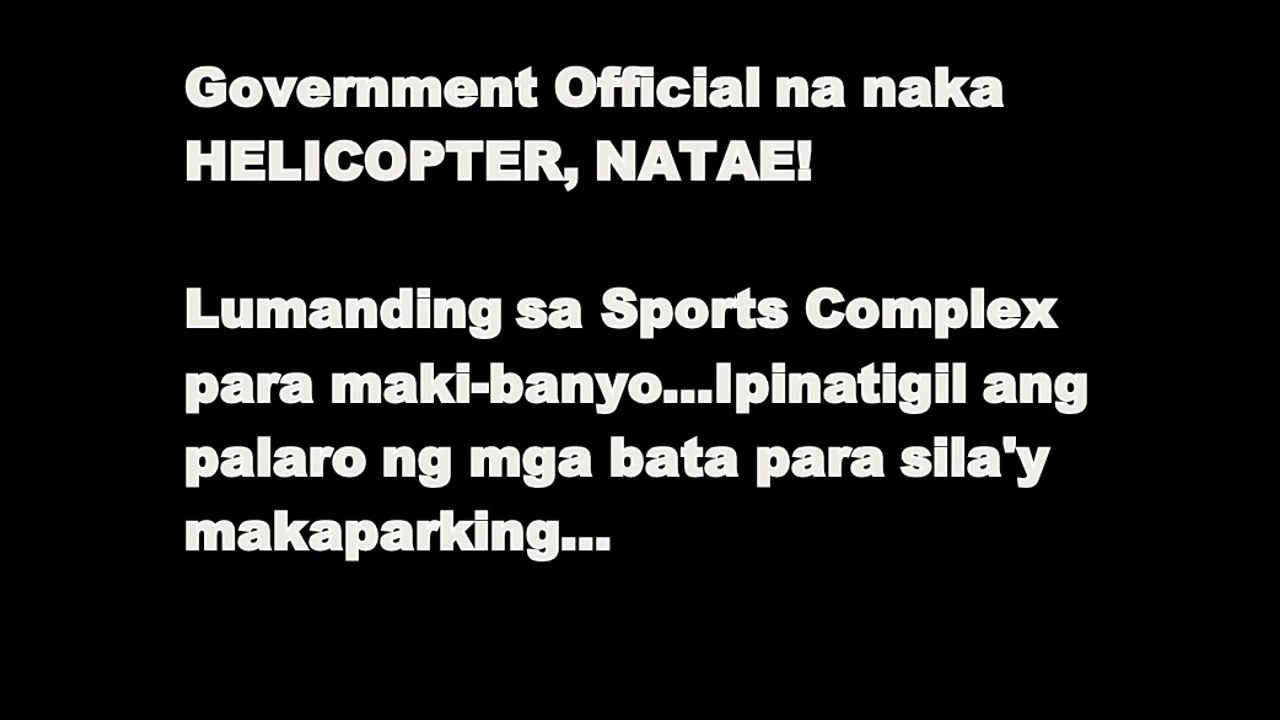 Government Official na naka
HELICOPTER, NATAE!
Lumanding sa Sports Complex
para maki-banyo...Ipinatigil ang
palaro ng mga bata para sila'y
makaparking...